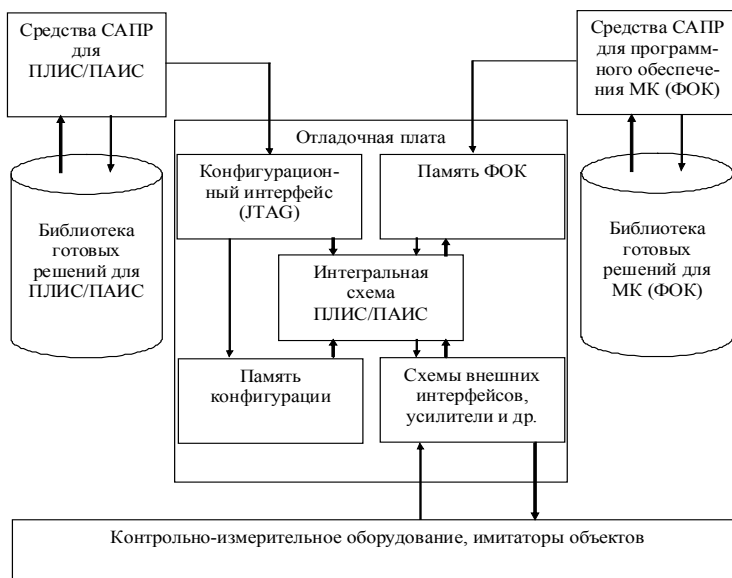 Средства САПР
для
ПЛИС/ПАИС
Средства САПР
для программ-
ного обеспече-
ния МК (ФОК)
Отладочная плата
Конфигурацион-
ный интерфейс
(JTAG)
Память ФОК
Библиотека
готовых
решений для
ПЛИС/ПАИС
Интегральная
схема
ПЛИС/ПАИС
Библиотека
готовых
решений для
МК (ФОК)
Память
конфигурации
Схемы внешних
интерфейсов,
усилители и др.
Контрольно-измерительное оборудование, имитаторы объектов